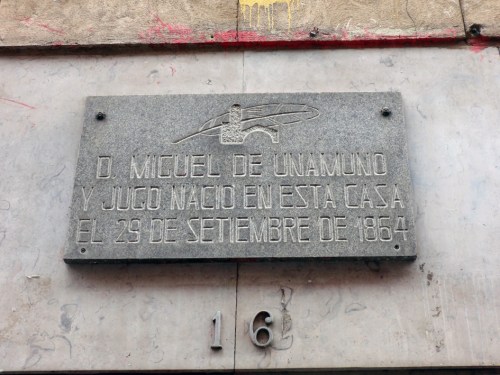 D MIGUEL DE UNAMUNO
Y JUGO NACIO EN ESTA CASA
EL 29 DE SETIEMBRE DE 1864
16